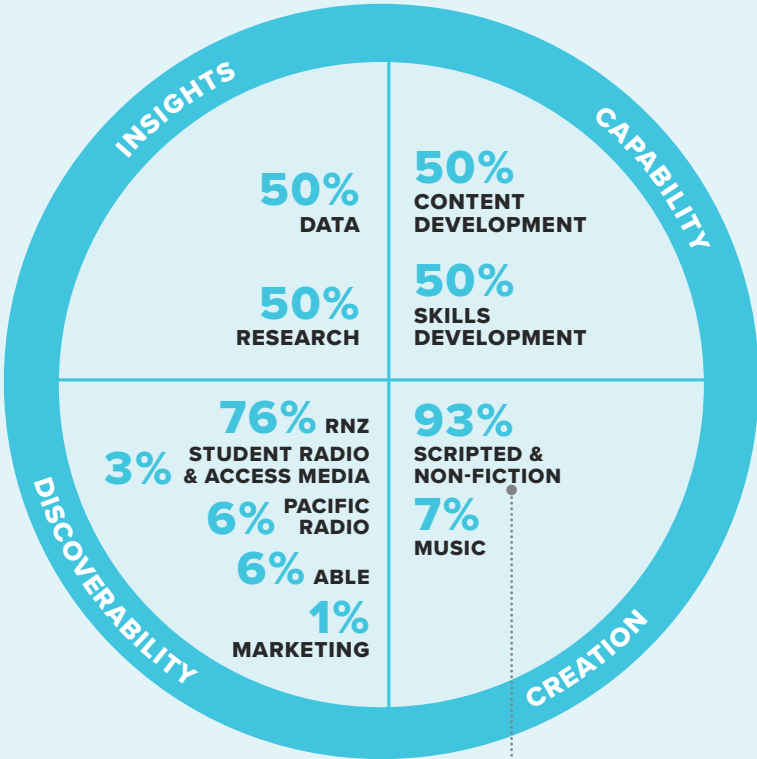 INSIGHTS
50%
DATA
50%
RESEARCH
CAPABILITY
50%
CONTENT
DEVELOPMENT
50%
SKILLS
DEVELOPMENT
DISCOVERABILITY
76% RNZ
3% STUDENT RADIO
& ACCESS MEDIA
6% PACIFIC
RADIO
6% ABLE
1%
MARKETING
CREATION
93%
SCRIPTED &
NON-FICTION
7%
MUSIC